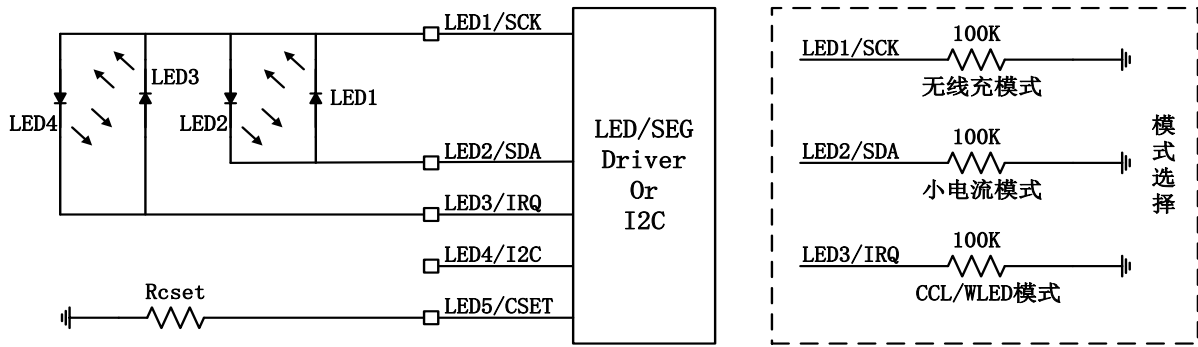 LED1/SCK
LED3
LED4
LED2
LED1
LED2/SDA
LED3/IRQ
LED4/I2C
Rcset
LED5/CSET
LED/SEG
Driver
Or
I2C
LED1/SCK
100K
无线充模式
LED2/SDA
100K
小电流模式
LED3/IRQ
100K
CCL/WLED模式
模式选择